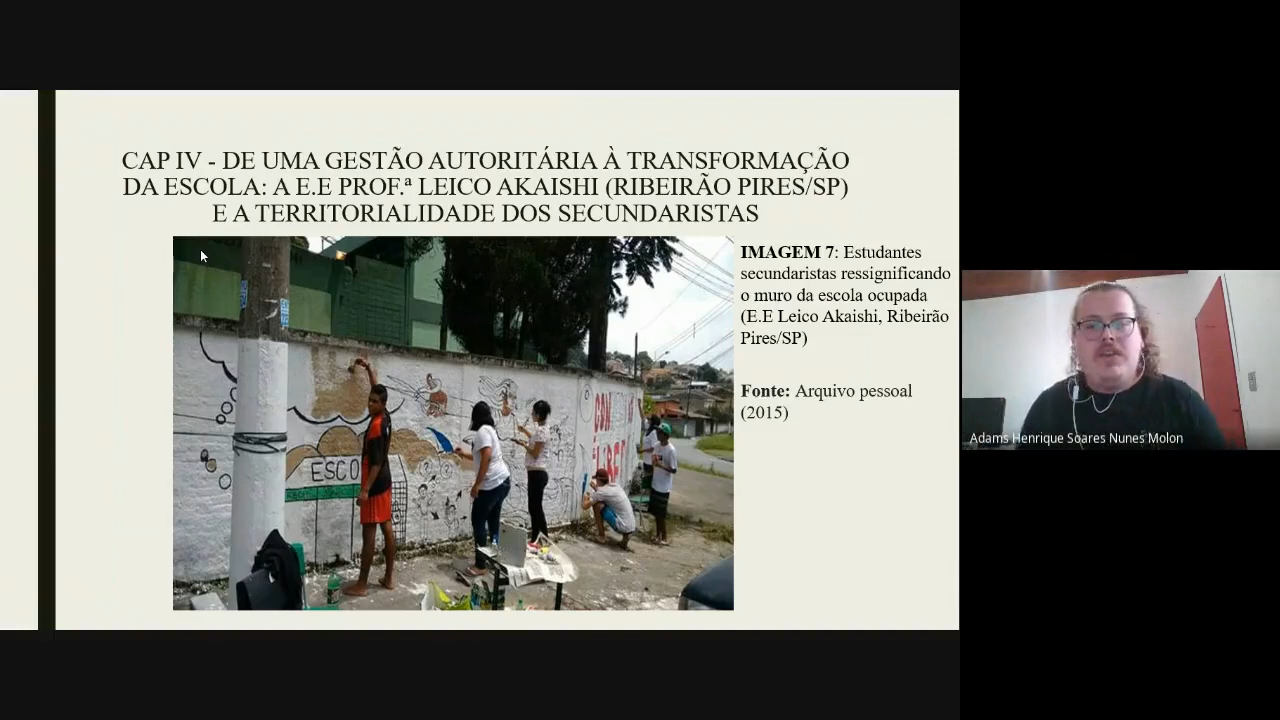 CAP IV - DE UMA GESTÃO AUTORITÁRIA À TRANSFORMAÇÃO
DA ESCOLA: A E.E PROF.ª LEICO AKAISHI (RIBEIRÃO PIRES/SP)
E A TERRITORIALIDADE DOS SECUNDARISTAS
IMAGEM 7: Estudantes
secundaristas ressignificando
o muro da escola ocupada
(E.E Leico Akaishi, Ribeirão
Pires/SP)
Fonte: Arquivo pessoal
(2015)
ESCO
CON
Adams Henrique Soares Nunes Molon